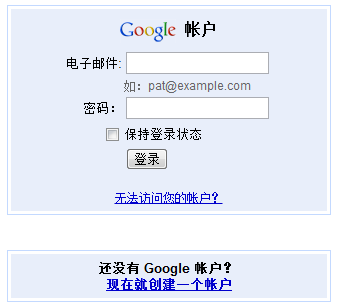 Google 帐户
电子邮件:
如：pat@example.com
密码：
保持登录状态
登录
无法访问您的帐户？
还没有 Google 帐户？
现在就创建一个帐户